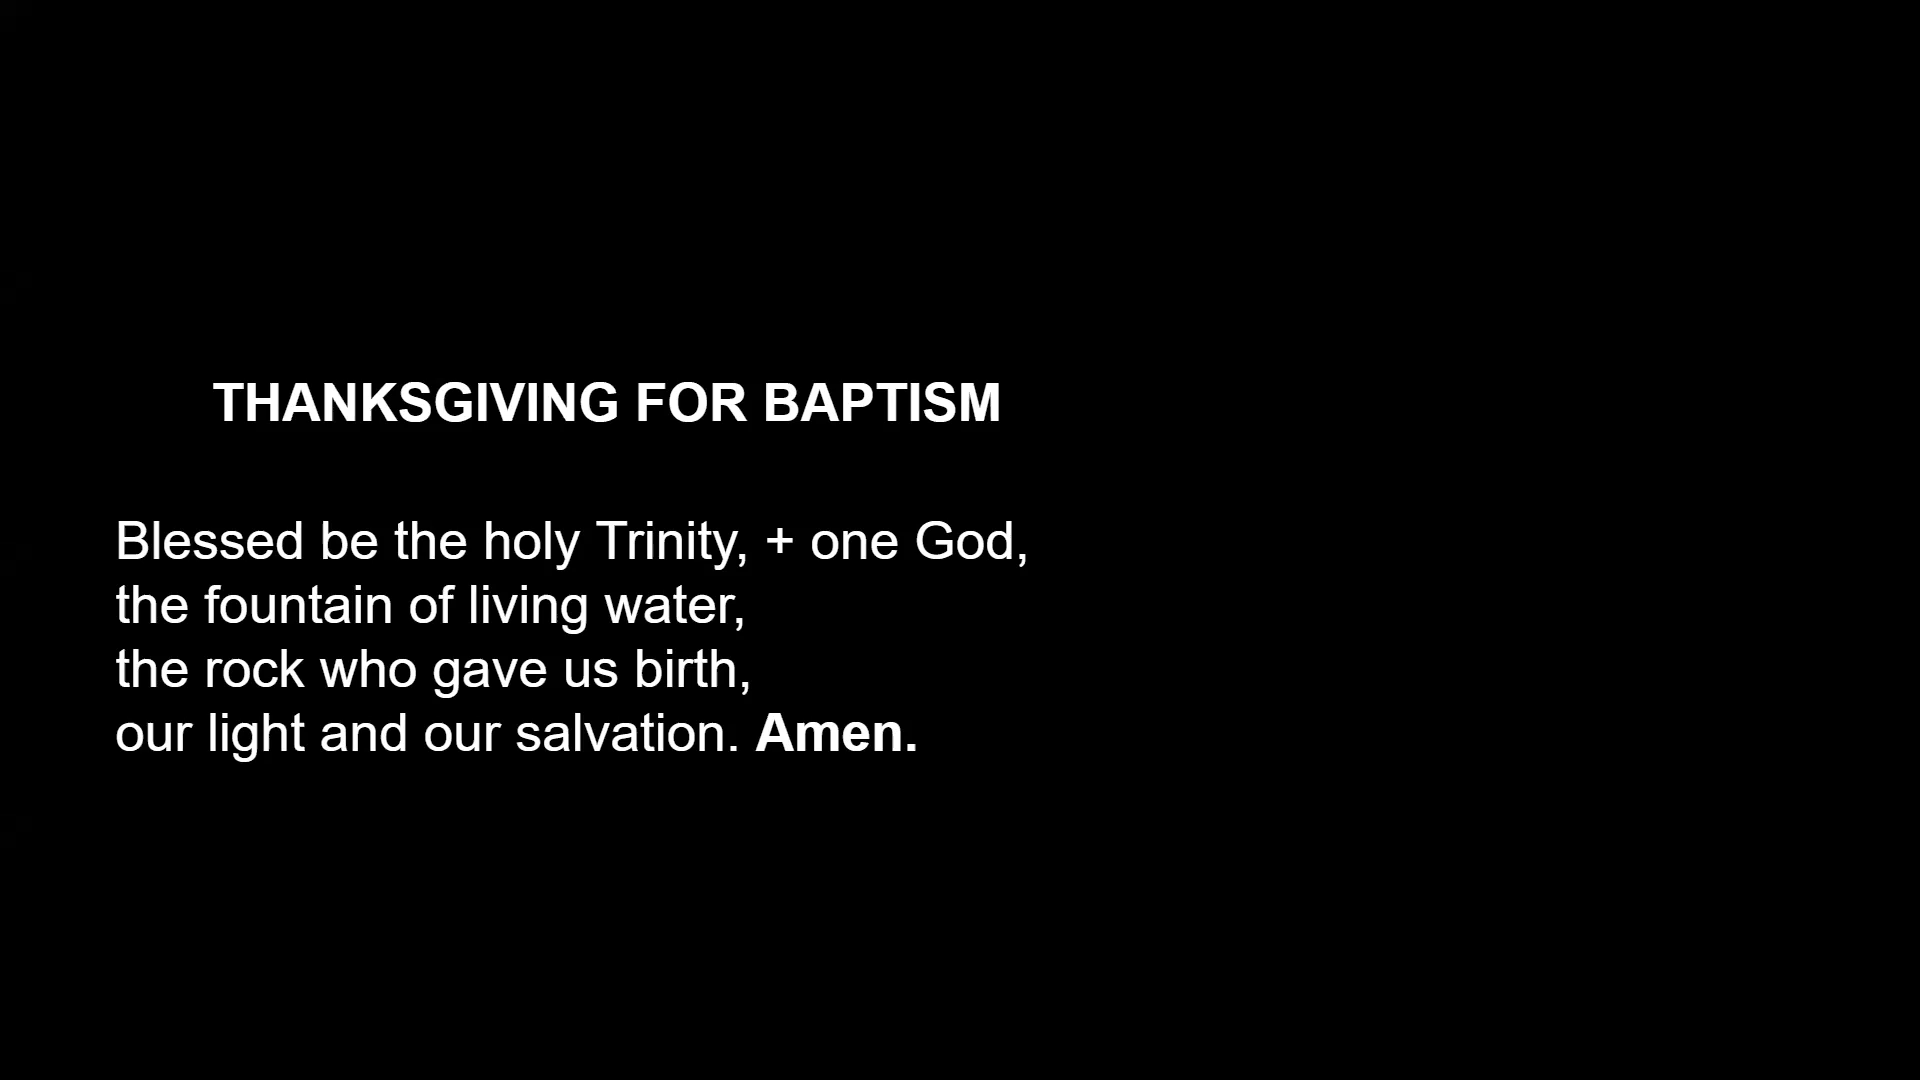 THANKSGIVING FOR BAPTISM
Blessed be the holy Trinity, + one God,
the fountain of living water,
the rock who gave us birth,
our light and our salvation. Amen.